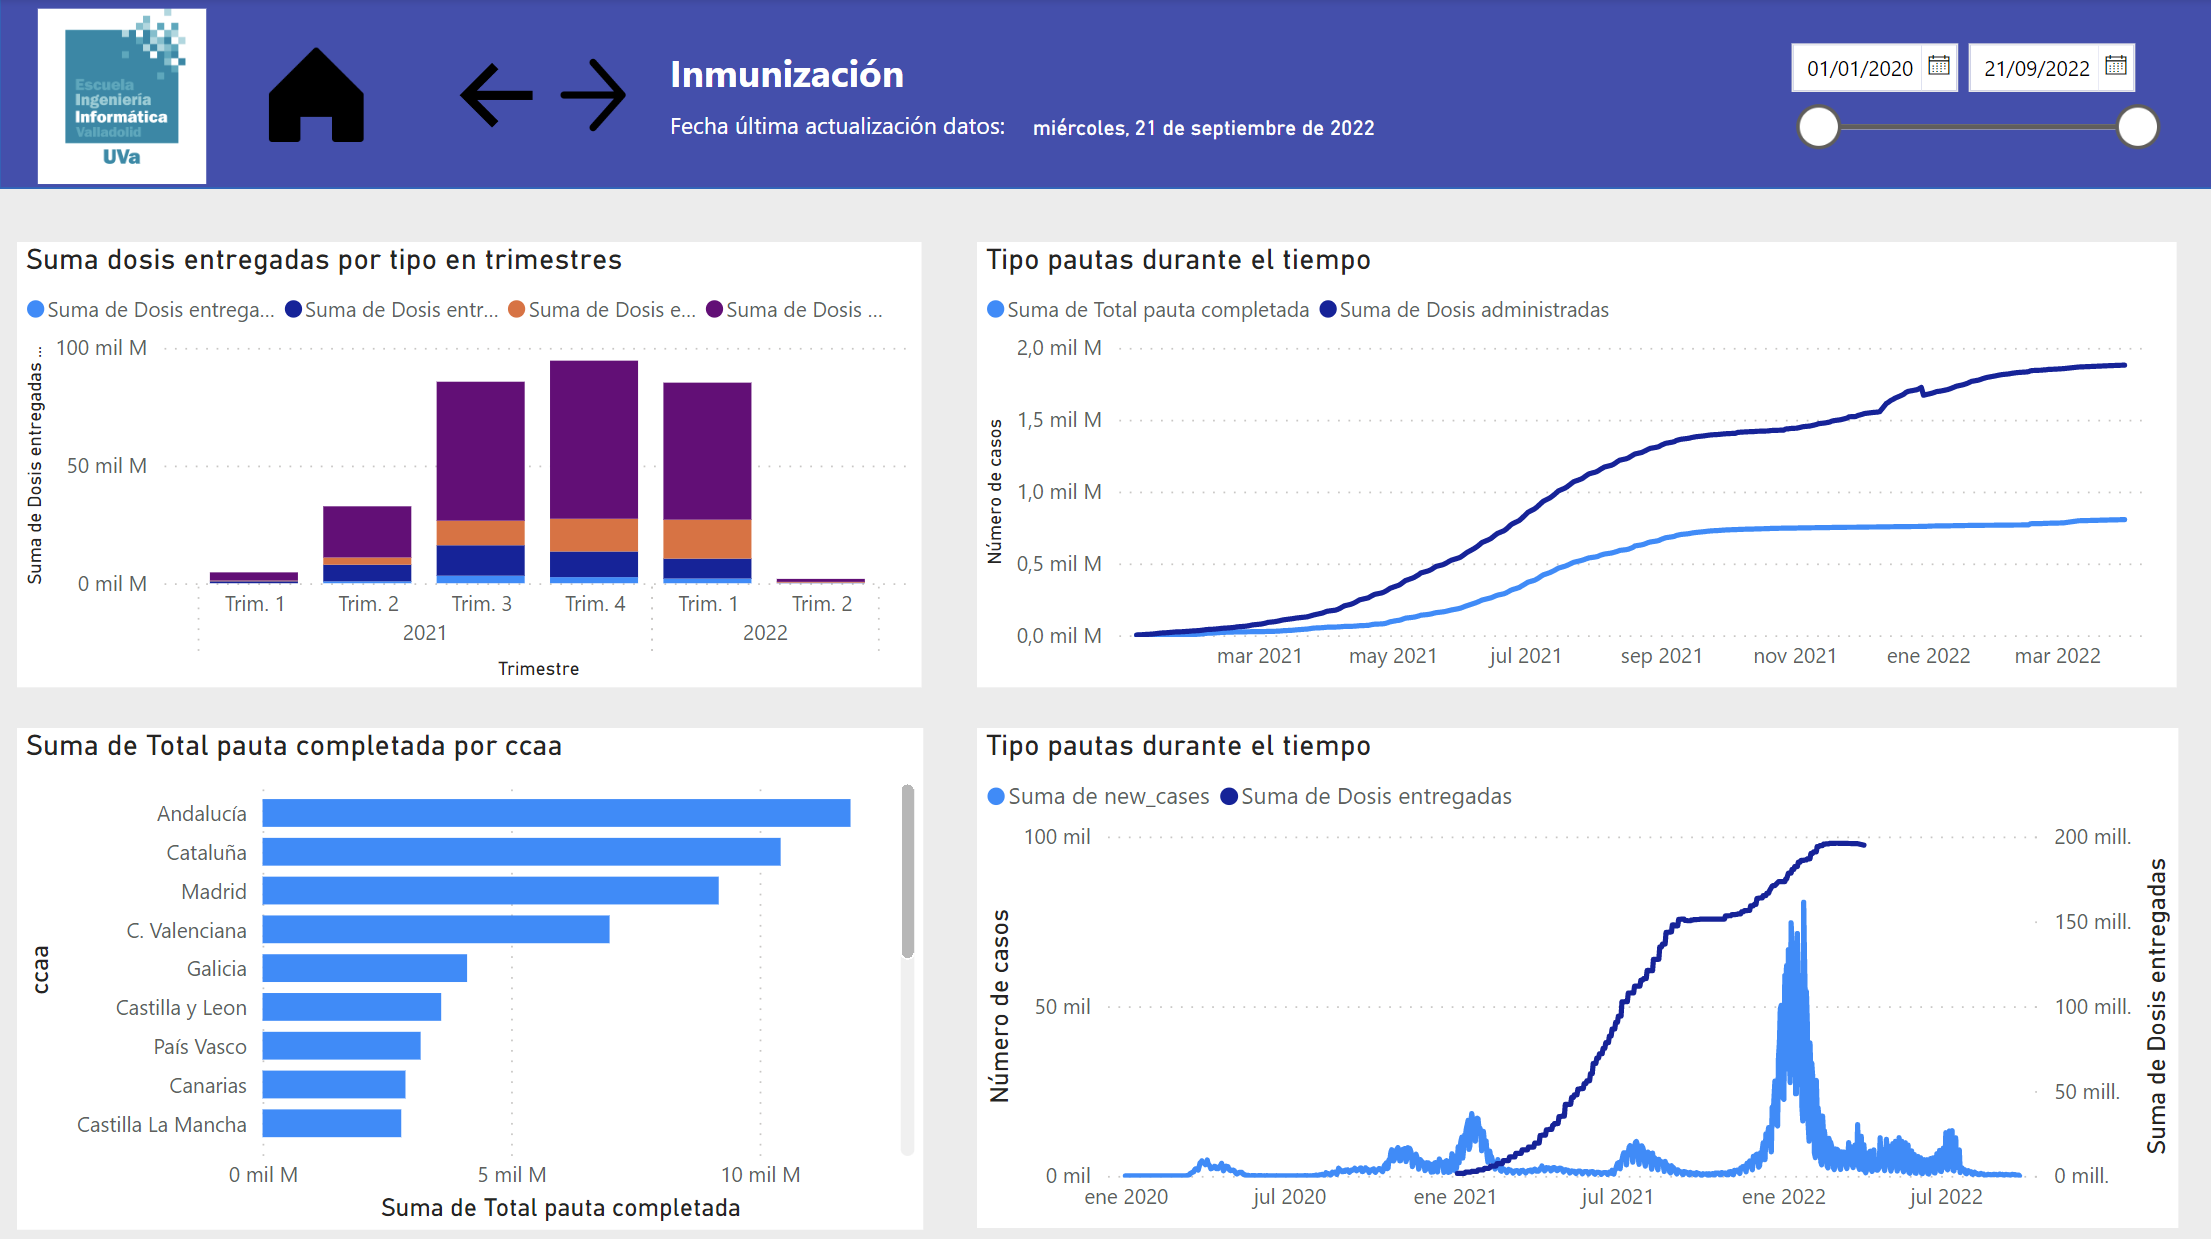 Escuela
Ingeniería
Informática
Valladolid
UVa
Inmunización
Fecha última actualización datos: miércoles, 21 de septiembre de 2022
01/01/2020 21/09/2022
Suma dosis entregadas por tipo en trimestres
Suma de Dosis entrega... Suma de Dosis entr... Suma de Dosis e... Suma de Dosis ...
Suma de Dosis entregadas ...
100 mil M
50 mil M
0 mil M
Trim. 1 Trim. 2 Trim. 3 Trim. 4 Trim. 1 Trim. 2
2021 2022
Trimestre
Tipo pautas durante el tiempo
Suma de Total pauta completada Suma de Dosis administradas
Número de casos
2,0 mil M
1,5 mil M
1,0 mil M
0,5 mil M
0,0 mil M
mar 2021 may 2021 jul 2021 sep 2021 nov 2021 ene 2022 mar 2022
Suma de Total pauta completada por ccaa
ccaa
Andalucía
Cataluña
Madrid
C. Valenciana
Galicia
Castilla y Leon
País Vasco
Canarias
Castilla La Mancha
0 mil M 5 mil M 10 mil M
Suma de Total pauta completada
Tipo pautas durante el tiempo
Suma de new_cases Suma de Dosis entregadas
Número de casos
100 mil
50 mil
0 mil
200 mill.
150 mill.
100 mill.
50 mill.
0 mill.
Suma de Dosis entregadas
ene 2020 jul 2020 ene 2021 jul 2021 ene 2022 jul 2022